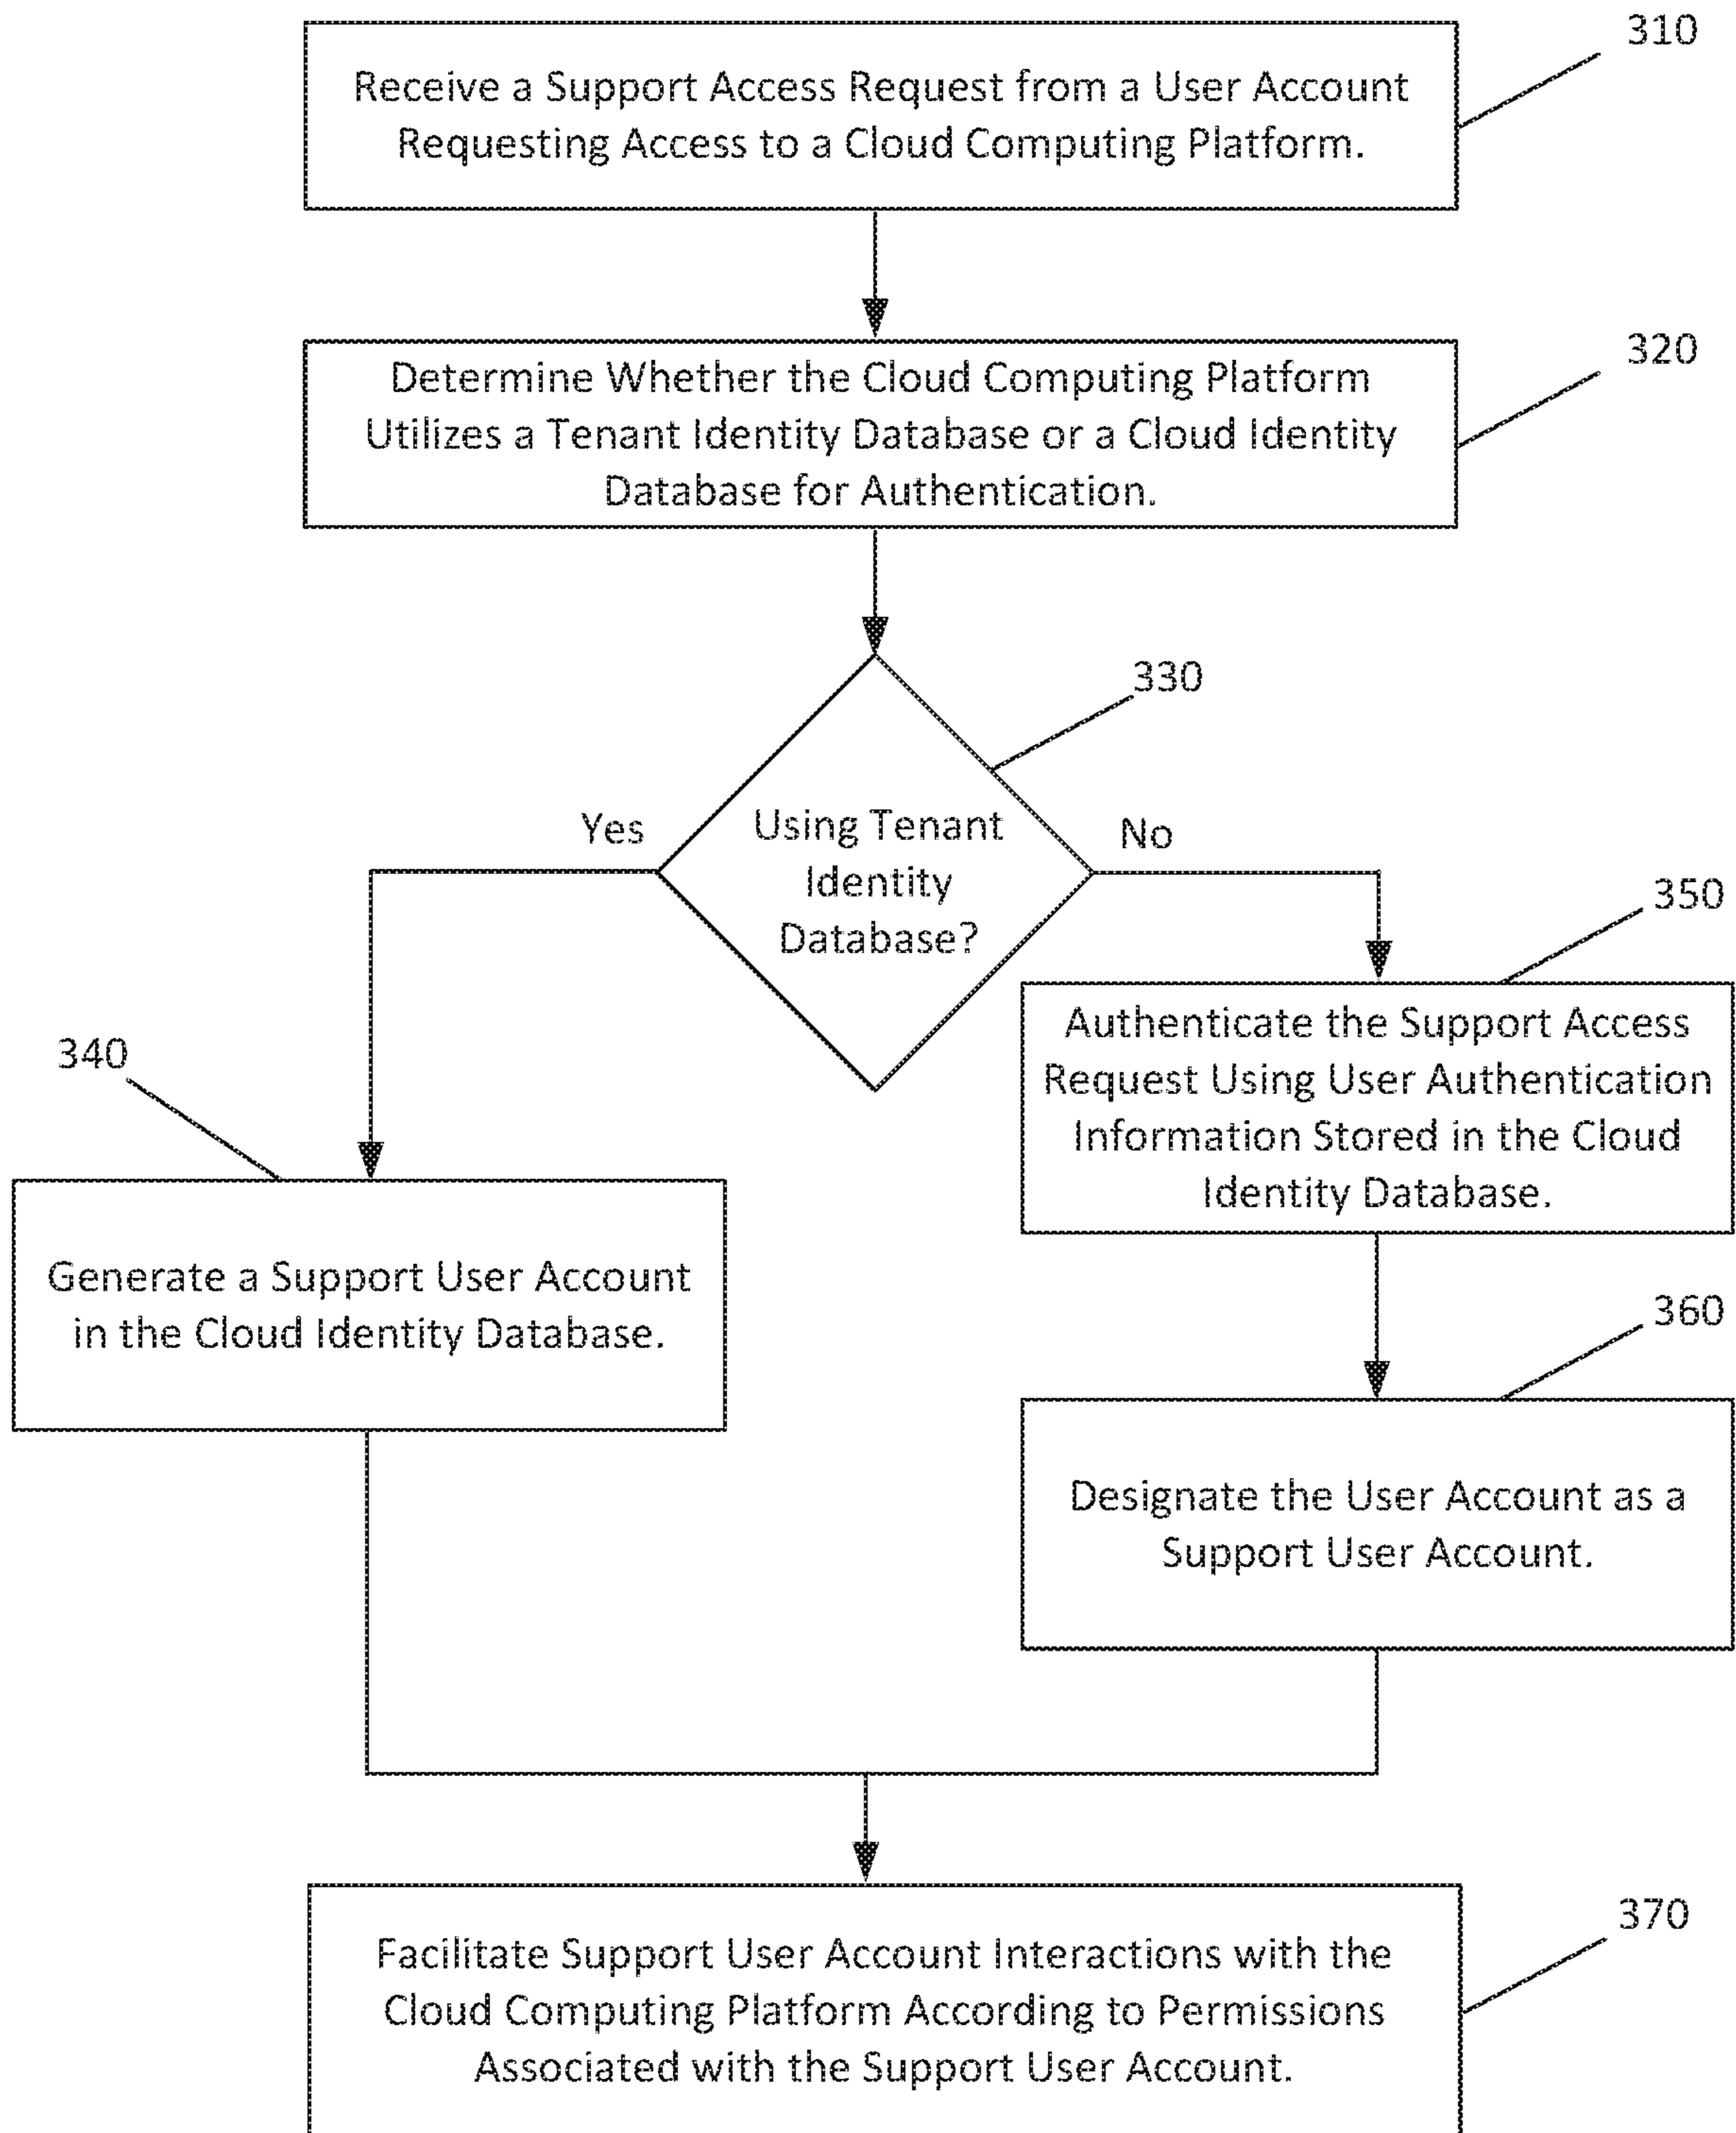 310
Receive a Support Access Request from a User Account
Requesting Access to a Cloud Computing Platform.
320
Determine Whether the Cloud Computing Platform
Utilizes a Tenant Identity Database or a Cloud Identity
Database for Authentication.
330
Yes
Using Tenant
Identity
Database?
No
350
Authenticate the Support Access
Request Using User Authentication
Information Stored in the Cloud
Identity Database.
340
Generate a Support User Account
in the Cloud Identity Database.
360
Designate the User Account as a
Support User Account.
370
Facilitate Support User Account Interactions with the
Cloud Computing Platform According to Permissions
Associated with the Support User Account.